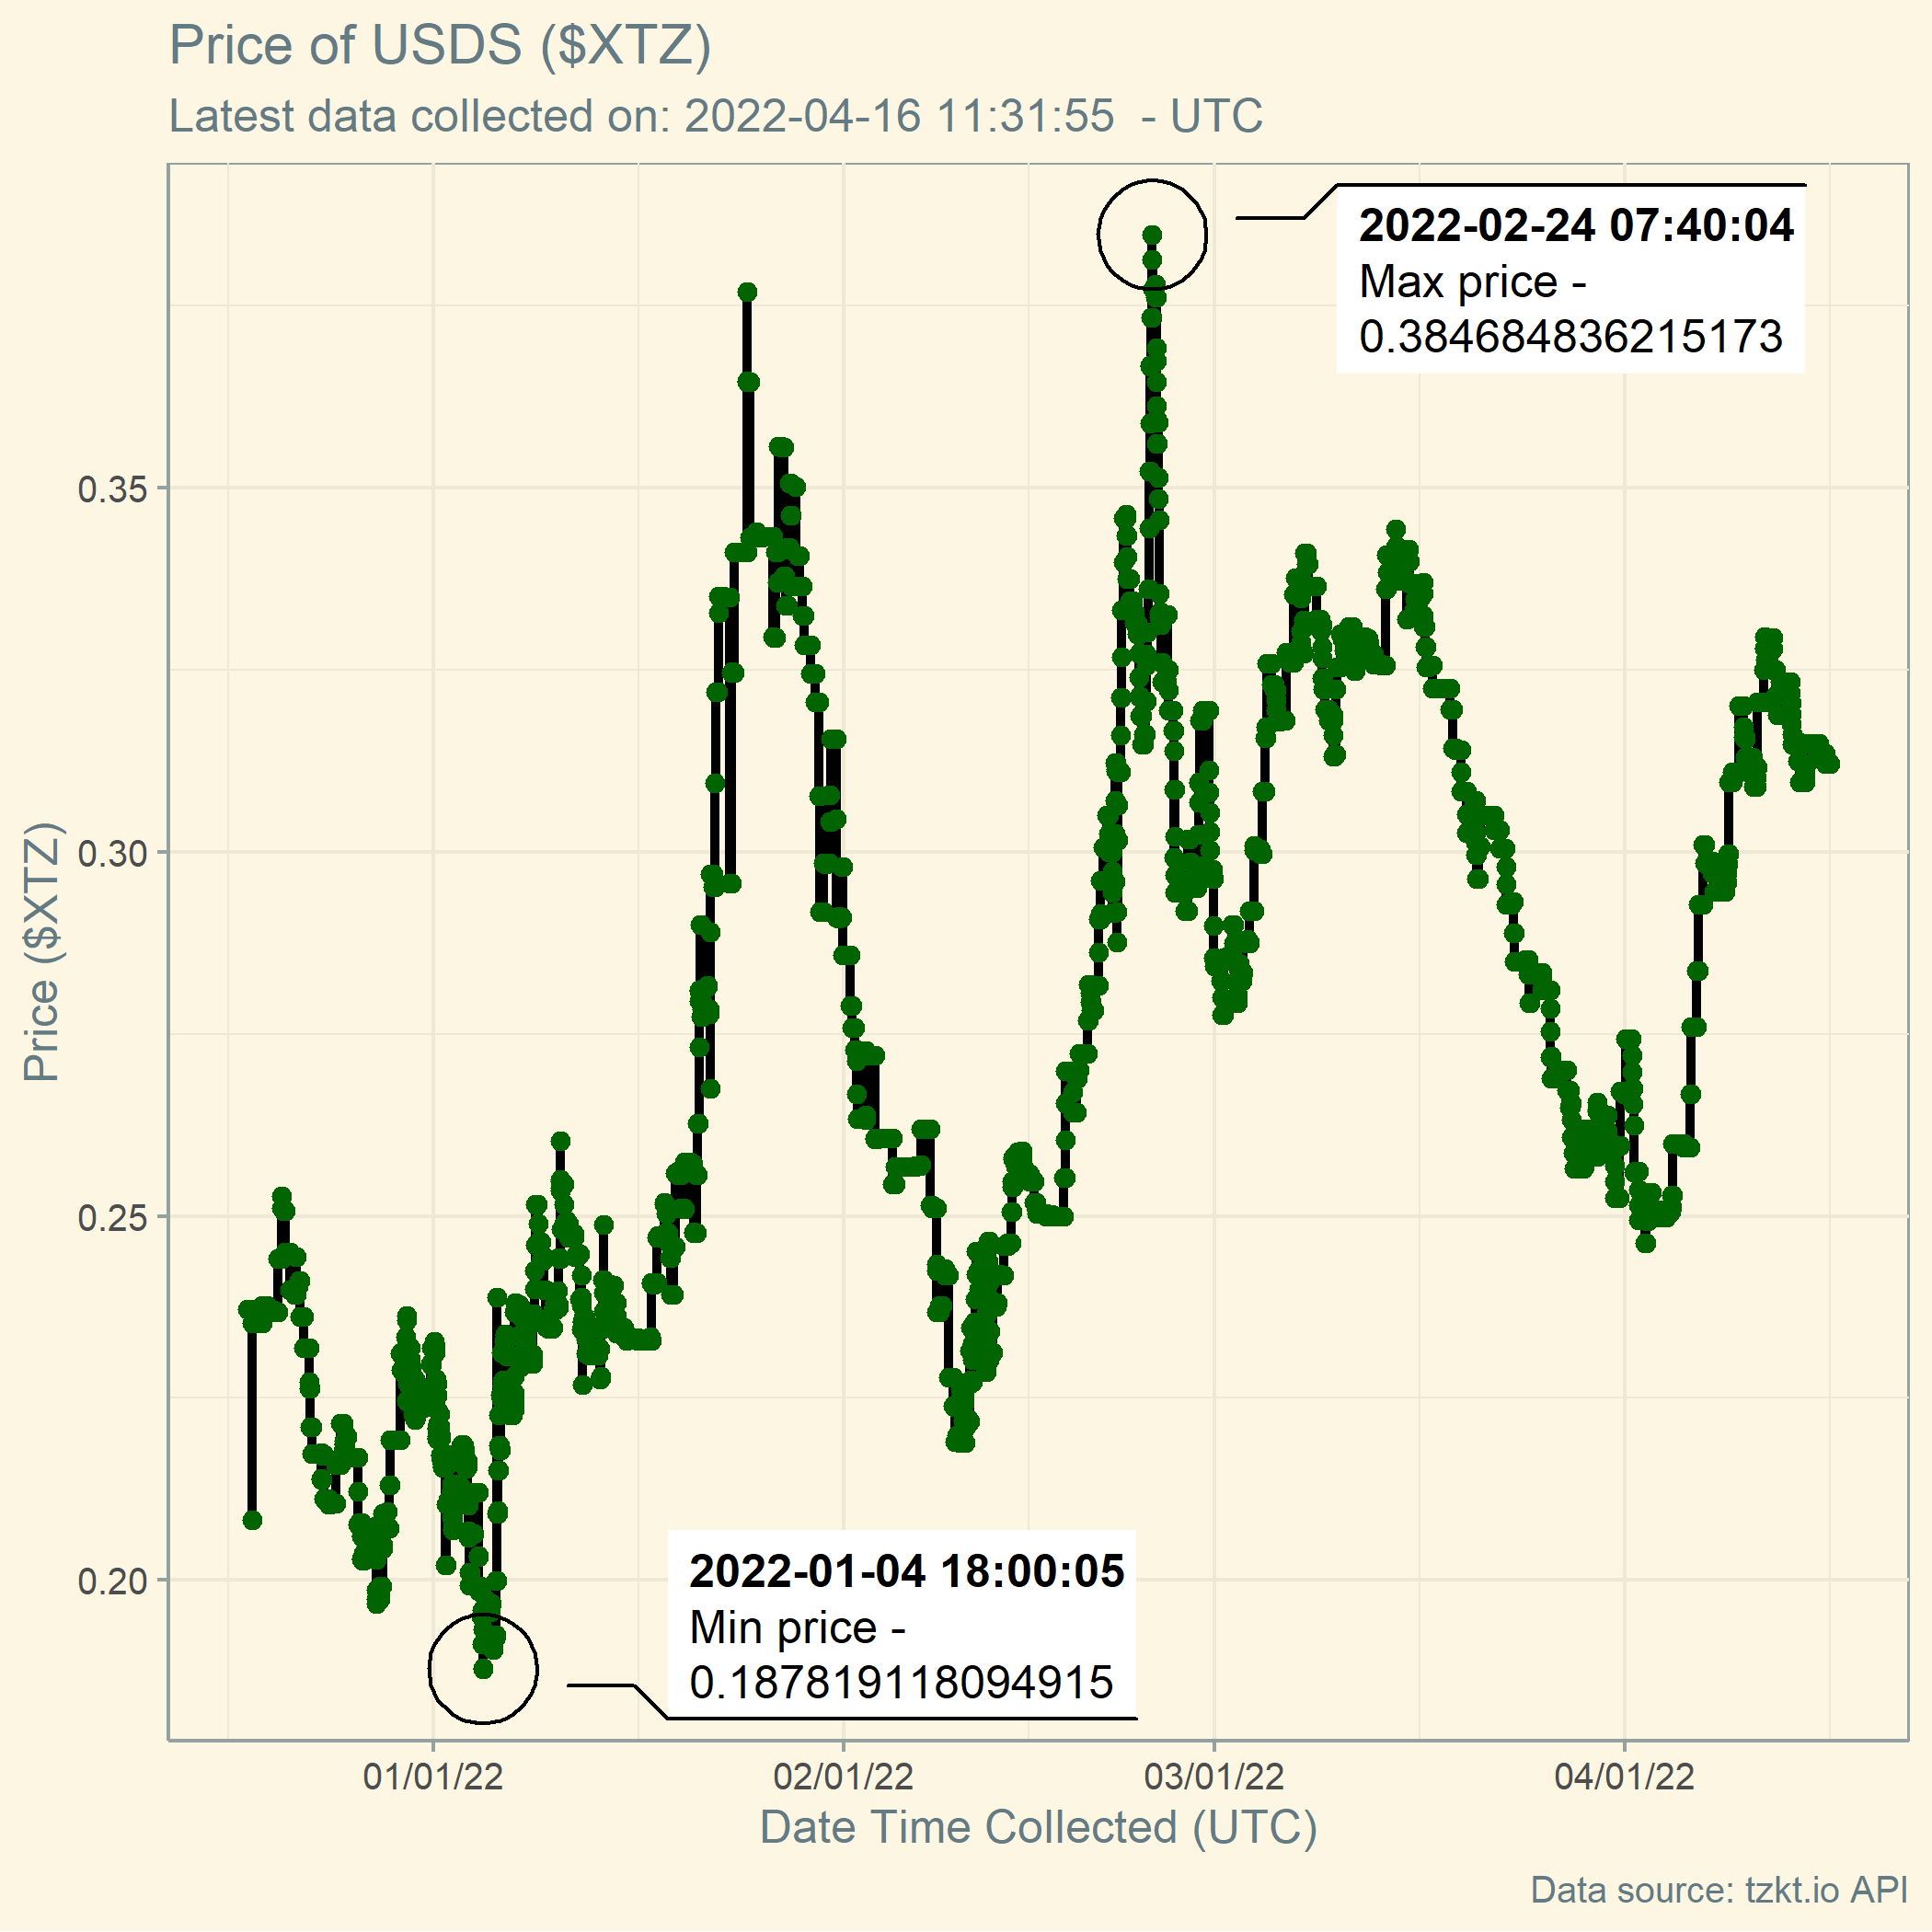 Price of USDS ($XTZ)
Latest data collected on: 2022-04-16 11:31:55  - UTC
2022-02-24 07:40:04
Max price -
0.384684836215173
0.35
0.30
0.25
0.20
Price ($XTZ)
2022-01-04 18:00:05
Min price -
0.187819118094915
01/01/22
02/01/22
03/01/22
04/01/22
Date Time Collected (UTC)
Data source: tzkt.io API